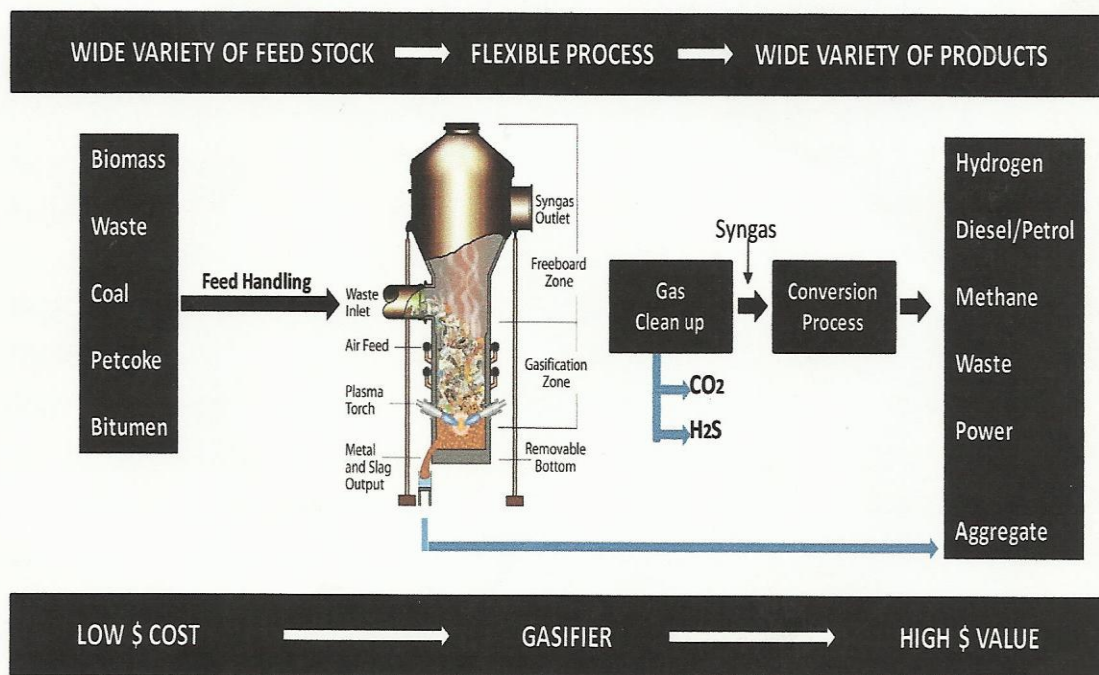 WIDE VARIETY OF FEED STOCK
FLEXIBLE PROCESS
WIDE VARIETY OF PRODUCTS
Biomass
Waste
Coal
Petcoke
Bitumen
Feed Handling
Waste
Inlet
Air Feed
Plasma
Torch
Metal
and Slag
Output
Syngas
Outlet
Freeboard
Zone
Gasification
Zone
Removable
Bottom
Gas
Clean up
CO2
H2S
Syngas
Conversion
Process
Hydrogen
Diesel/Petrol
Methane
Waste
Power
Aggregate
LOW $ COST
GASIFIER
HIGH $ VALUE